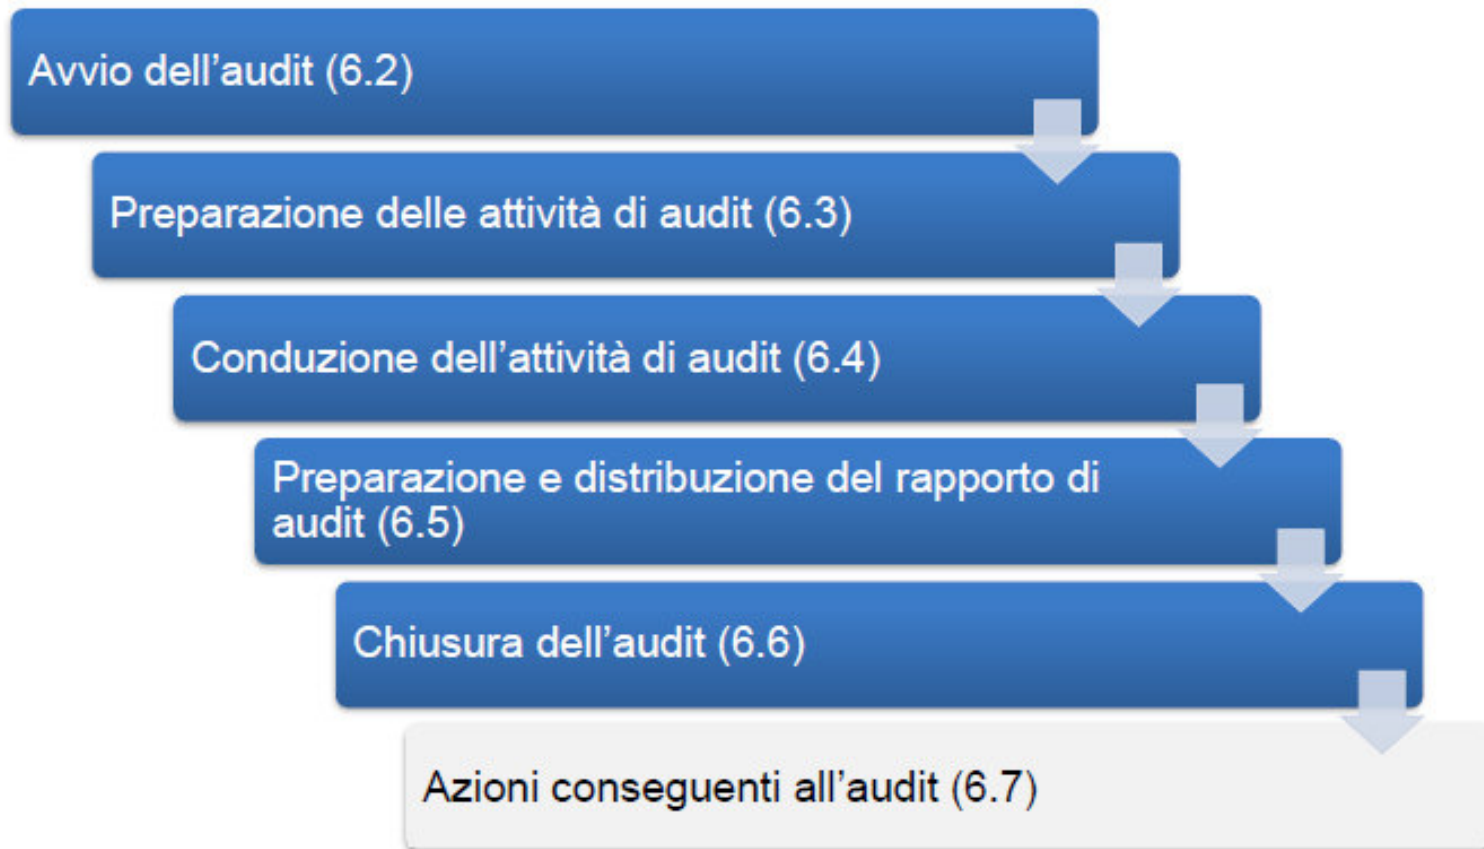 Avvio dell’audit (6.2)
Preparazione delle attività di audit (6.3)
Conduzione dell’attività di audit (6.4)
Preparazione e distribuzione del rapporto di
audit (6.5)
Chiusura dell’audit (6.6)
Azioni conseguenti all’audit (6.7)